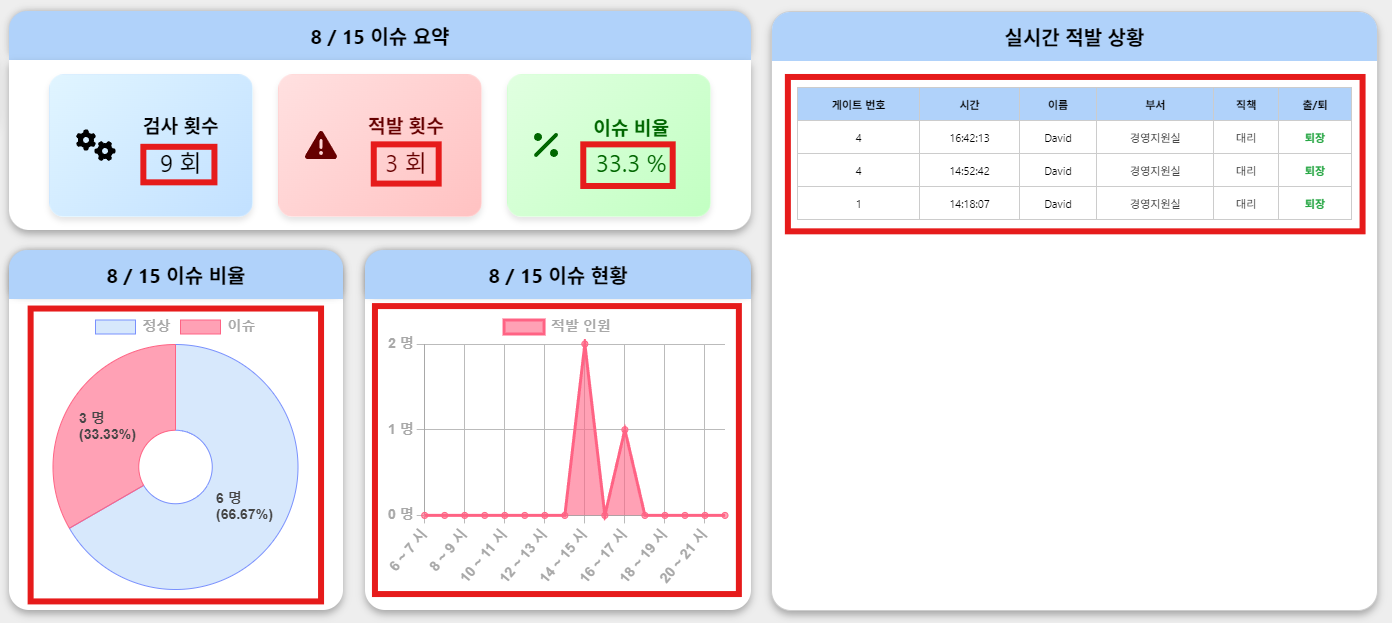 8 / 15 이슈 요약
검사 횟수
9 회
적발 횟수
3 회
이슈 비율
33.3 %
8 / 15 이슈 비율
정상 이슈
3 명
(33.33%)
6 명
(66.67%)
8 / 15 이슈 현황
적발 인원
2 명
1 명
0 명
6 ~ 7 시
8 ~ 9 시
10 ~ 11 시
12 ~ 13 시
14 ~ 15 시
16 ~ 17 시
18 ~ 19 시
20 ~ 21 시
실시간 적발 상황
게이트 번호 시간 이름 부서 직책 출/퇴
4 16:42:13 David 경영지원실 대리 퇴장
4 14:52:42 David 경영지원실 대리 퇴장
1 14:18:07 David 경영지원실 대리 퇴장